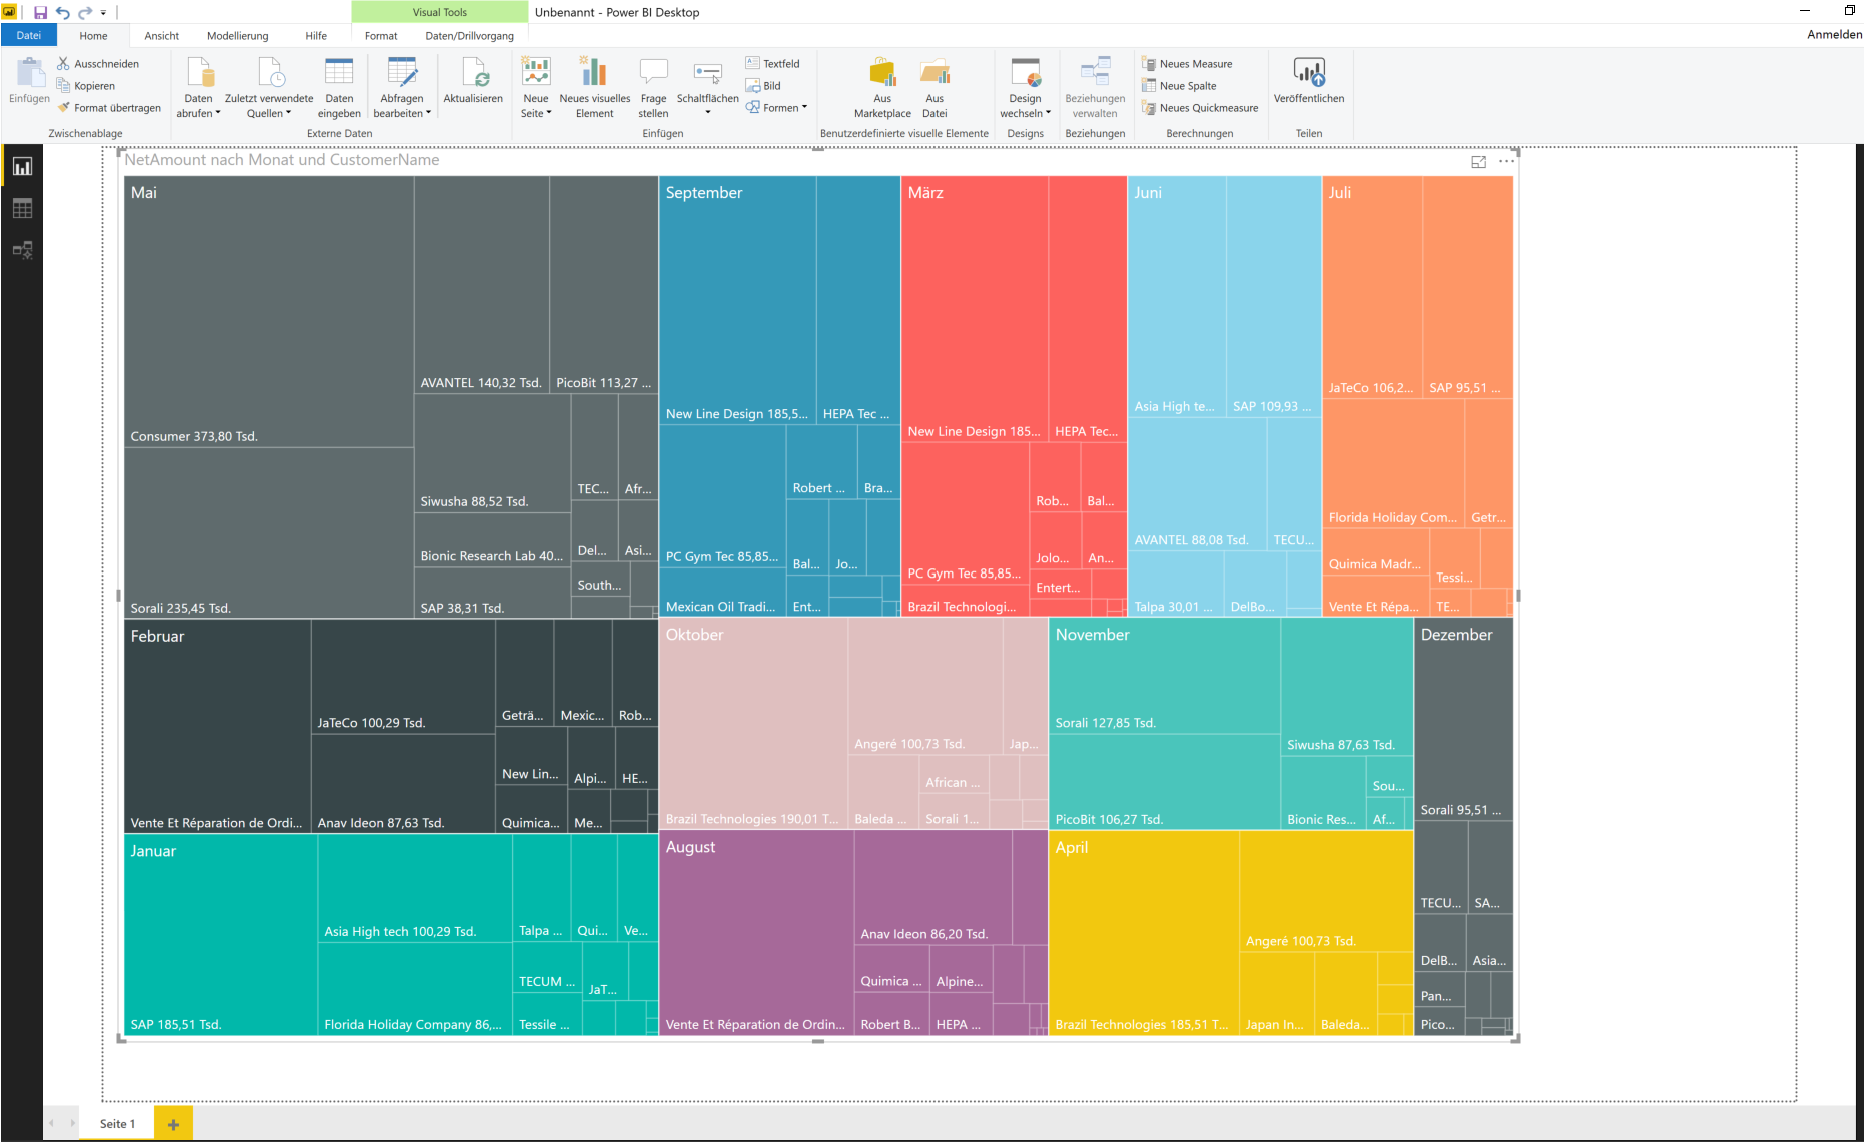 Visual Tools
Unbenannt - Power BI Desktop
Datei
Home
Ansicht
Modellierung
Hilfe
Format
Daten/Drillvorgang
Anmelden
Einfügen
Ausschneiden
Kopieren
Format übertragen
Zwischenablage
Daten
abrufen
Zuletzt verwendete
Quellen
Daten
eingeben
Abfragen
bearbeiten
Externe Daten
Aktualisieren
Neue
Seite
Neues visuelles
Element
Frage
stellen
Schaltflächen
Textfeld
Bild
Formen
Einfügen
Aus
Marketplace
Aus
Datei
Benutzerdefinierte visuelle Elemente
Design
wechseln
Designs
Beziehungen
verwalten
Beziehungen
Neues Measure
Neue Spalte
Neues Quickmeasure
Berechnungen
Veröffentlichen
Teilen
NetAmount nach Monat und CustomerName
Mai
Consumer 373,80 Tsd.
Sorali 235,45 Tsd.
AVANTEL 140,32 Tsd.
PicoBit 113,27 ...
Siwusha 88,52 Tsd.
Bionic Research Lab 40...
SAP 38,31 Tsd.
TEC...
Afr...
Del...
Asi...
South...
September
New Line Design 185,5...
HEPA Tec ...
PC Gym Tec 85,85...
Mexican Oil Tradi...
Robert ...
Bra...
Bal...
Jo...
Ent...
März
New Line Design 185...
HEPA Tec...
PC Gym Tec 85,85...
Brazil Technologi...
Rob...
Bal...
Jolo...
An...
Entert...
Juni
Asia High te...
SAP 109,93 ...
AVANTEL 88,08 Tsd.
TECU...
Talpa 30,01 ...
DelBo...
Juli
JaTeCo 106,2...
SAP 95,51 ...
Florida Holiday Com...
Getr...
Quimica Madr...
Tessi...
Vente Et Répa...
TE...
Februar
Vente Et Réparation de Ordi...
JaTeCo 100,29 Tsd.
Anav Ideon 87,63 Tsd.
Geträ...
Mexic...
Rob...
New Lin...
Alpi...
HE...
Quimica...
Me...
Oktober
Brazil Technologies 190,01 T...
Angeré 100,73 Tsd.
Jap...
African ...
Baleda ...
Sorali 1...
November
Sorali 127,85 Tsd.
PicoBit 106,27 Tsd.
Siwusha 87,63 Tsd.
Bionic Res...
Sou...
Af...
Dezember
Sorali 95,51 ...
TECU...
SA...
DelB...
Asia...
Pan...
Pico...
Januar
SAP 185,51 Tsd.
Asia High tech 100,29 Tsd.
Florida Holiday Company 86,...
Talpa ...
Qui...
Ve...
TECUM ...
JaT...
Tessile ...
August
Vente Et Réparation de Ordin...
Anav Ideon 86,20 Tsd.
Quimica ...
Alpine...
Robert B...
HEPA ...
April
Brazil Technologies 185,51 T...
Angeré 100,73 Tsd.
Japan In...
Baleda...
Seite 1